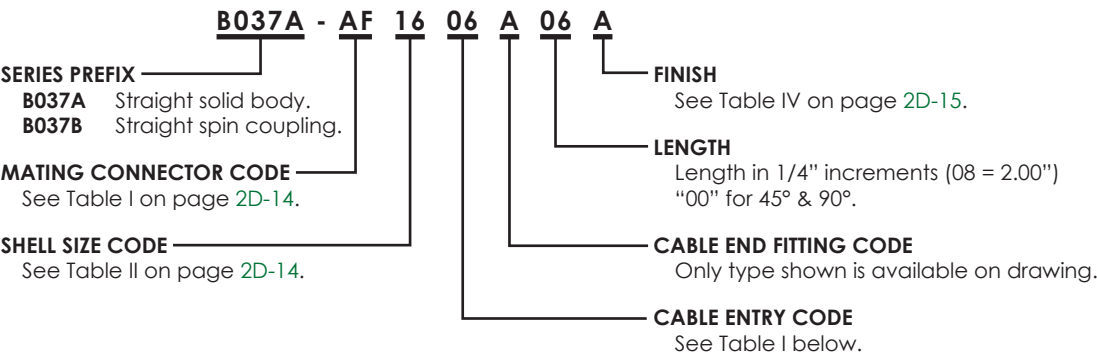 B037A - AF 16 06 A 06 A
SERIES PREFIX
B037A Straight solid body.
B037B Straight spin coupling.
MATING CONNECTOR CODE
See Table I on page 2D-14.
SHELL SIZE CODE
See Table II on page 2D-14.
FINISH
See Table IV on page 2D-15.
LENGTH
Length in 1/4” increments (08 = 2.00”)
“00” for 45° & 90°.
CABLE END FITTING CODE
Only type shown is available on drawing.
CABLE ENTRY CODE
See Table I below.